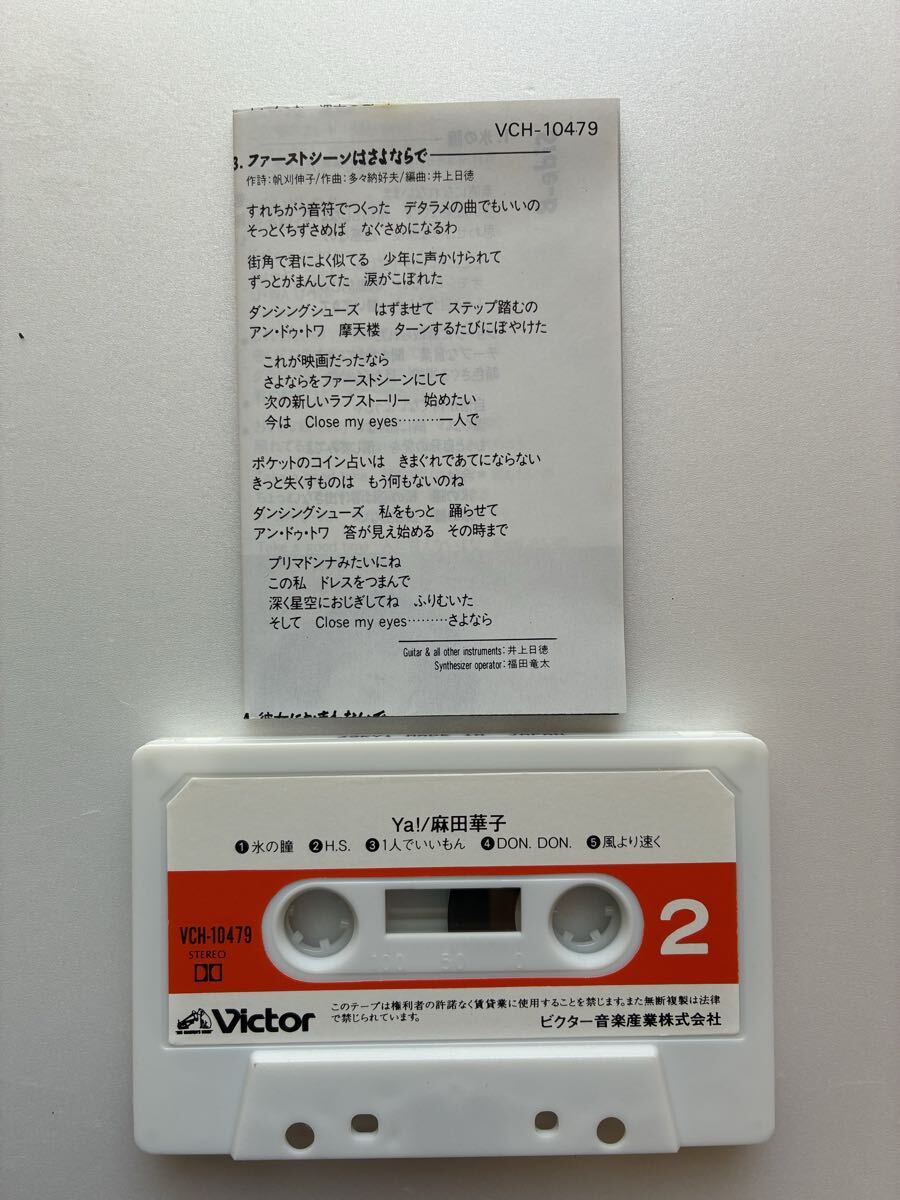 VCH-10479
3. ファーストシーンはさよならで
作詩:帆刈伸子/作曲:多々納好夫/編曲:井上日徳
すれちがう音符でつくった デタラメの曲でもいいの
そっとくちずさめば なぐさめになるわ
街角で君によく似てる 少年に声かけられて
ずっとがまんしてた 涙がこぼれた
ダンシングシューズ はずませて ステップ踏むの
アン・ドゥ・トワ 摩天楼 ターンするたびにぼやけた
これが映画だったなら
さよならをファーストシーンにして
次の新しいラブストーリー 始めたい
今は Close my eyes………一人で
ポケットのコイン占いは きまぐれであてにならない
きっと失くすものは もう何もないのね
ダンシングシューズ 私をもっと 踊らせて
アン・ドゥ・トワ 答が見え始める その時まで
プリマドンナみたいにね
この私 ドレスをつまんで
深く星空におじぎしてね ふりむいた
そして Close my eyes………さよなら
Guitar & all other instruments:井上日徳
Synthesizer operator:福田竜太
Ya!/麻田華子
❶氷の瞳 ❷H.S. ❸1人でいいもん ❹DON. DON. ❺風より速く
VCH-10479
STEREO
2
100 50 0
"HIS MASTER'S VOICE"
Victor
このテープは権利者の許諾なく賃貸業に使用することを禁じます。また無断複製は法律
で禁じられています。
ビクター音楽産業株式会社